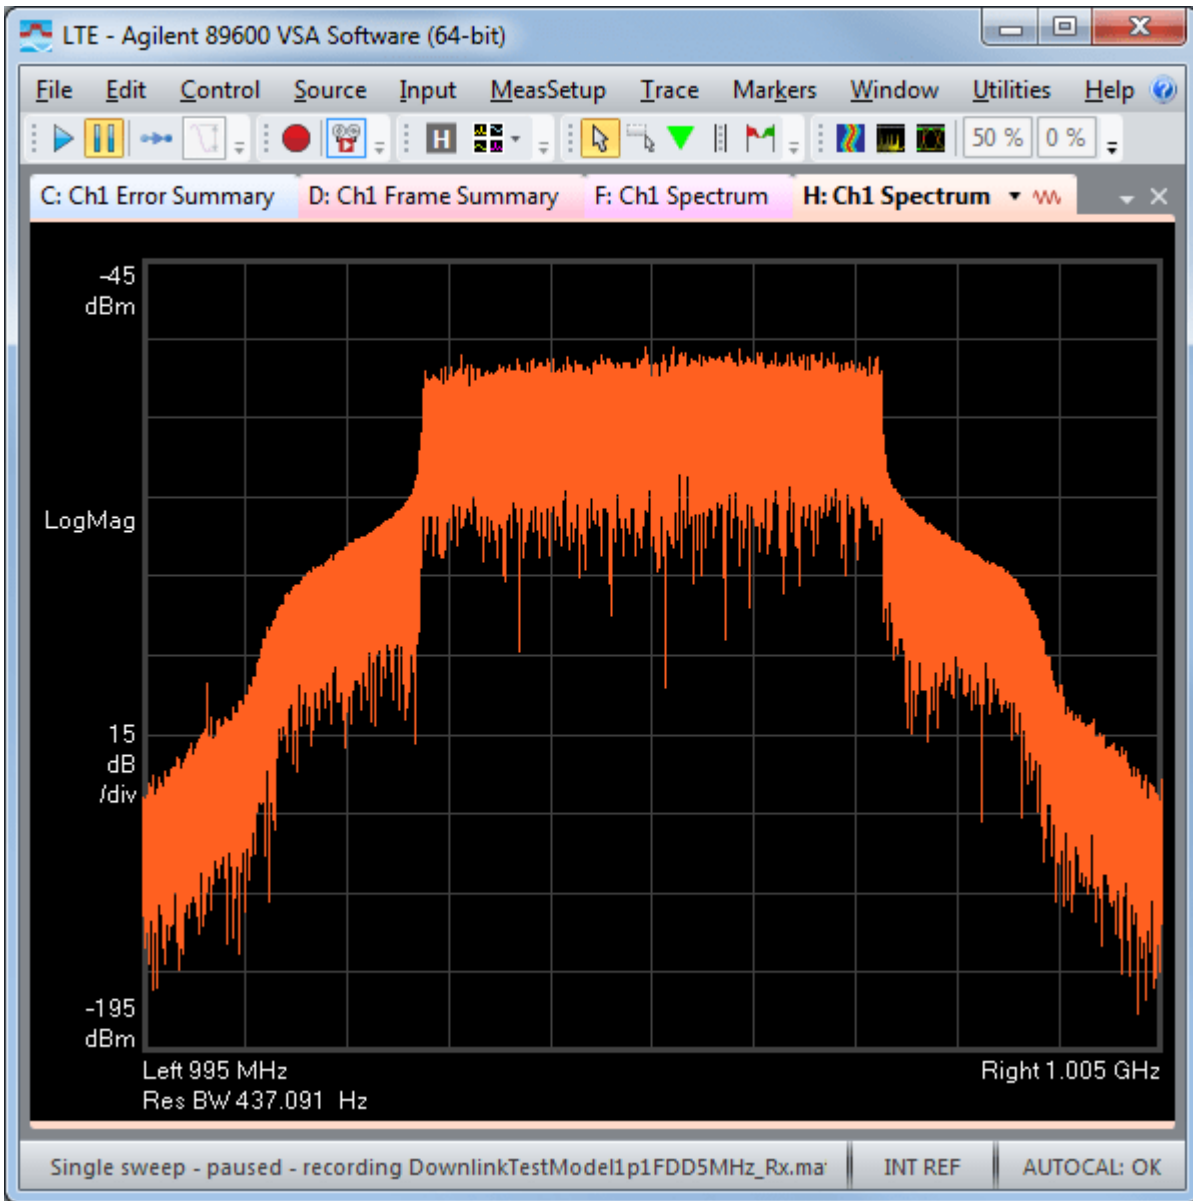 LTE - Agilent 89600 VSA Software (64-bit)
File Edit Control Source Input MeasSetup Trace Markers Window Utilities Help ?
H 50 % 0 %
C: Ch1 Error Summary D: Ch1 Frame Summary F: Ch1 Spectrum H: Ch1 Spectrum
-45
dBm
LogMag
15
dB
/div
-195
dBm
Left 995 MHz Right 1.005 GHz
Res BW 437.091 Hz
Single sweep - paused - recording DownlinkTestModel1p1FDD5MHz_Rx.mat INT REF AUTOCAL: OK